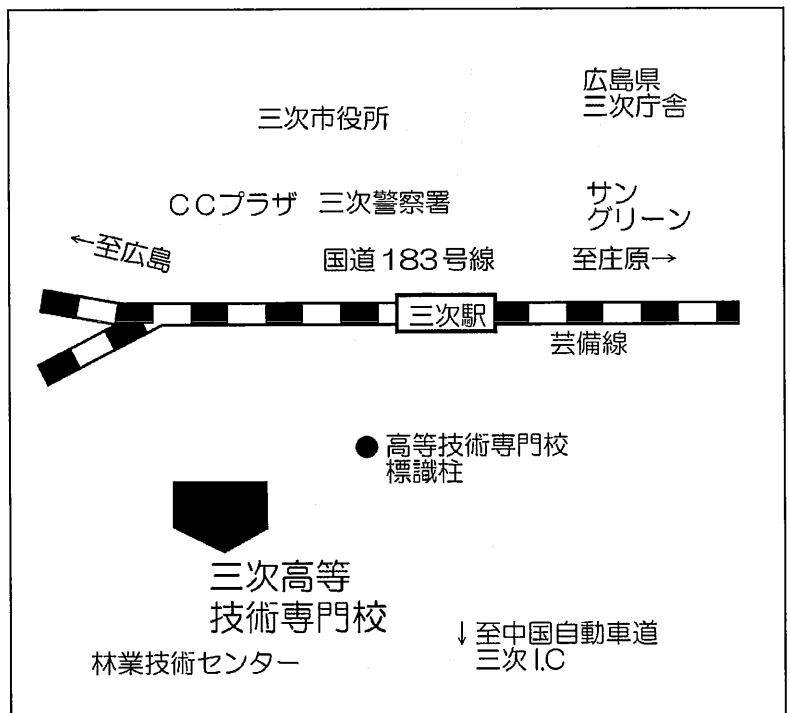 広島県
三次庁舎
三次市役所
CCプラザ
三次警察署
サン
グリーン
←至広島
国道183号線
至庄原→
三次駅
芸備線
●高等技術専門校
標識柱
三次高等
技術専門校
林業技術センター
↓至中国自動車道
三次I.C